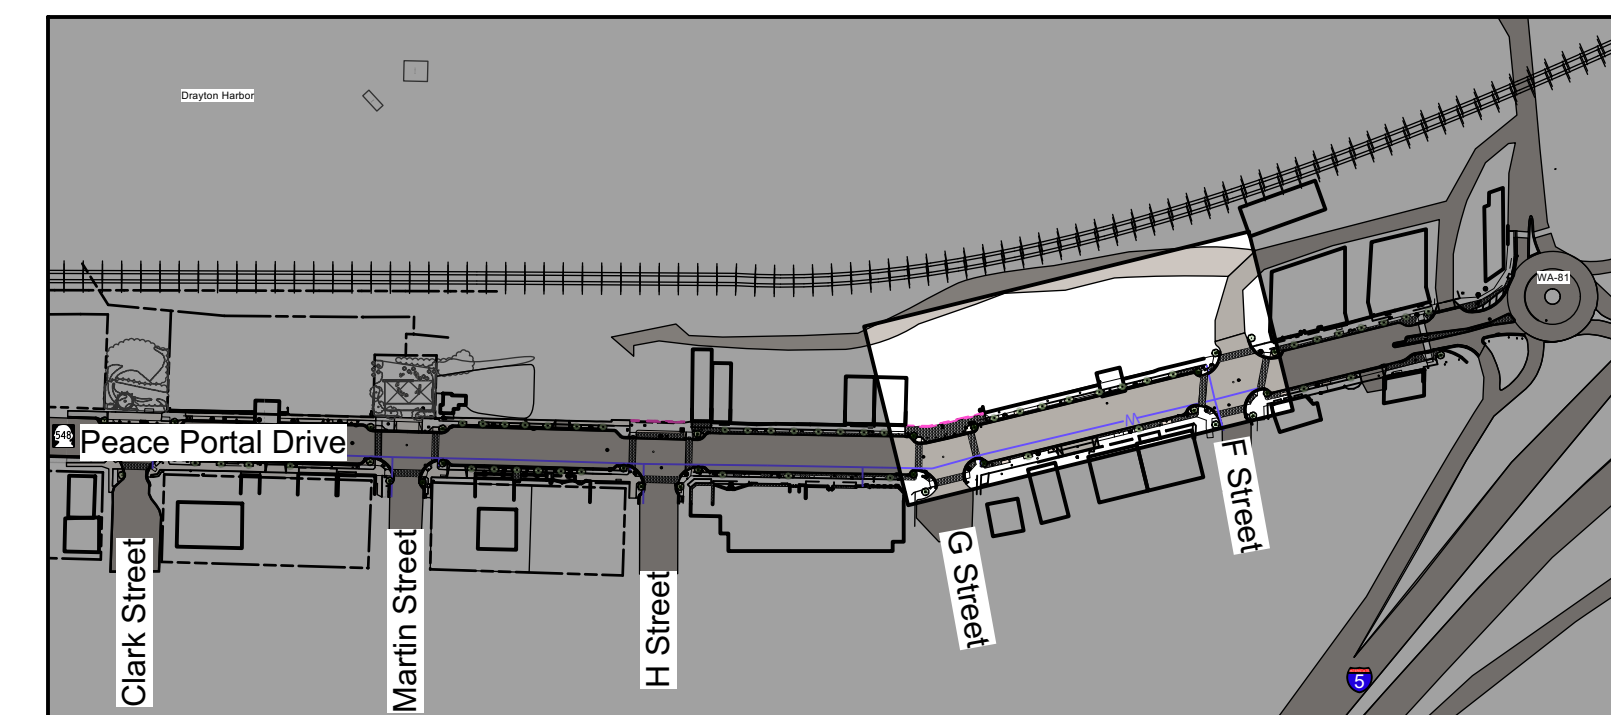 Drayton Harbor
WA-81
548
Peace Portal Drive
W
Clark Street
Martin Street
H Street
G Street
F Street
5